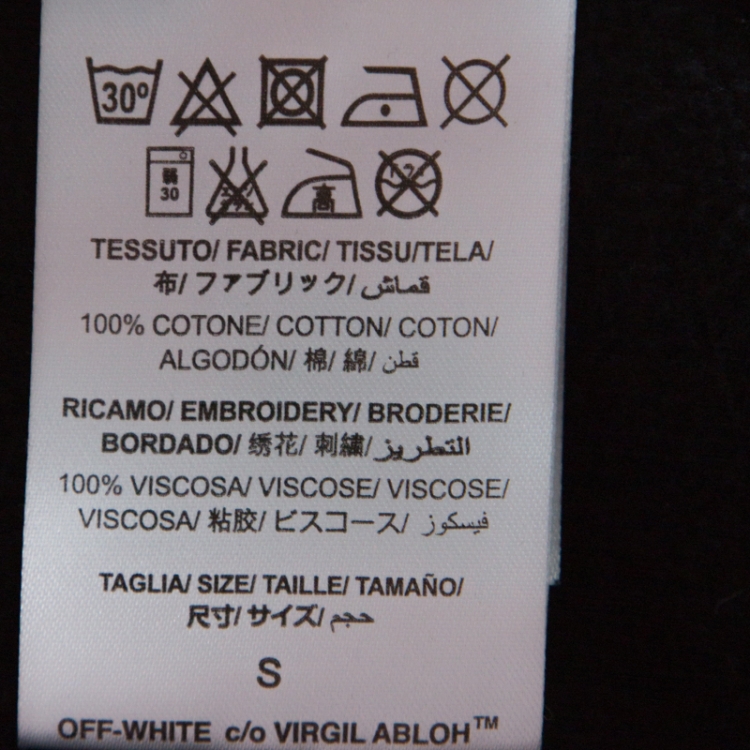 30º
弱
30
高
TESSUTO/ FABRIC/ TISSU/TELA/
布/ ファブリック/ قماش
100% COTONE/ COTTON/ COTON/
ALGODÓN/ 棉/ 綿/ قطن
RICAMO/ EMBROIDERY/ BRODERIE/
BORDADO/ 绣花/ 刺繍/ التطريز
100% VISCOSA/ VISCOSE/ VISCOSE/
VISCOSA/ 粘胶/ ビスコース/ فيسكوز
TAGLIA/ SIZE/ TAILLE/ TAMAÑO/
尺寸/ サイズ/ حجم
S
OFF-WHITE c/o VIRGIL ABLOH™